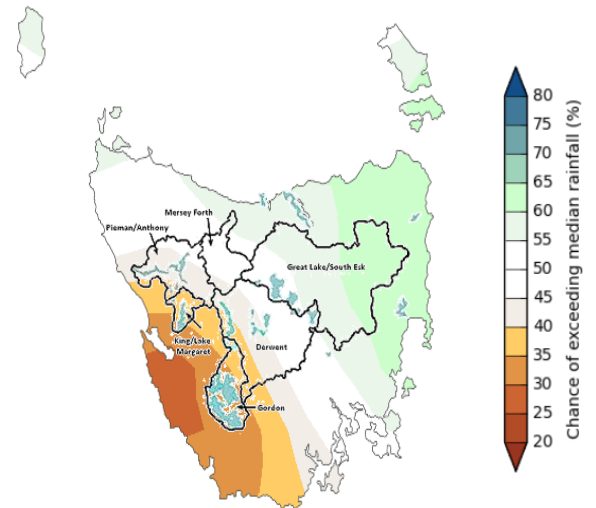 Mersey Forth
Pieman/Anthony
Great Lake/South Esk
King/Lake
Margaret
Derwent
Gordon
80
75
70
65
60
55
50
45
40
35
30
25
20
Chance of exceeding median rainfall (%)